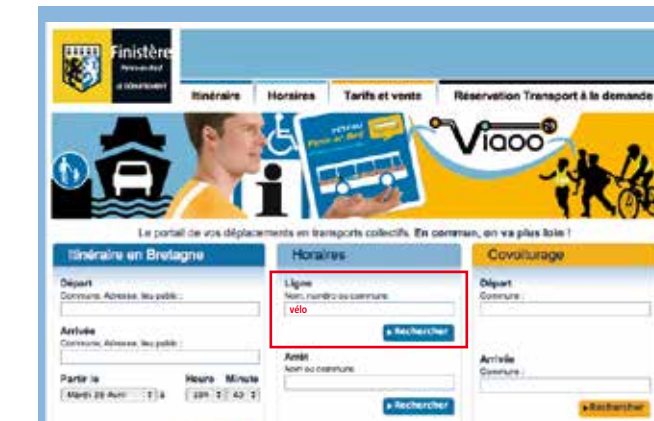 Finistère
Penn-ar-Bed
LE DÉPARTEMENT
Itinéraire
Horaires
Tarifs et vente
Réservation Transport à la demande
Penn-ar-Bed
Viaoo
29
Le portail de vos déplacements en transports collectifs. En commun, on va plus loin !
Itinéraire en Bretagne
Départ
Commune, Adresse, lieu public :
Arrivée
Commune, Adresse, lieu public :
Partir le
Heure
Minute
Mardi
Avril
à
Horaires
Ligne
Nom, numéro ou commune
vélo
Rechercher
Arrêt
Nom ou commune
Rechercher
Covoiturage
Départ
Commune :
Arrivée
Commune :
Rechercher